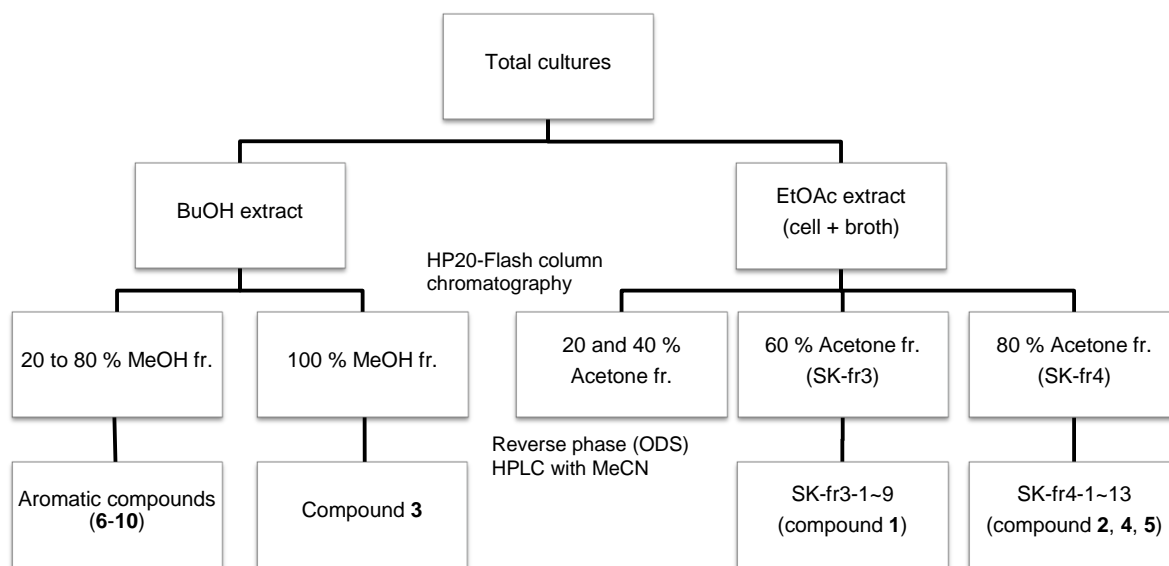 Total cultures
BuOH extract
EtOAc extract
(cell + broth)
HP20-Flash column
chromatography
20 to 80 % MeOH fr.
100 % MeOH fr.
20 and 40 %
Acetone fr.
60 % Acetone fr.
(SK-fr3)
80 % Acetone fr.
(SK-fr4)
Reverse phase (ODS)
HPLC with MeCN
Aromatic compounds
(6-10)
Compound 3
SK-fr3-1~9
(compound 1)
SK-fr4-1~13
(compound 2, 4, 5)